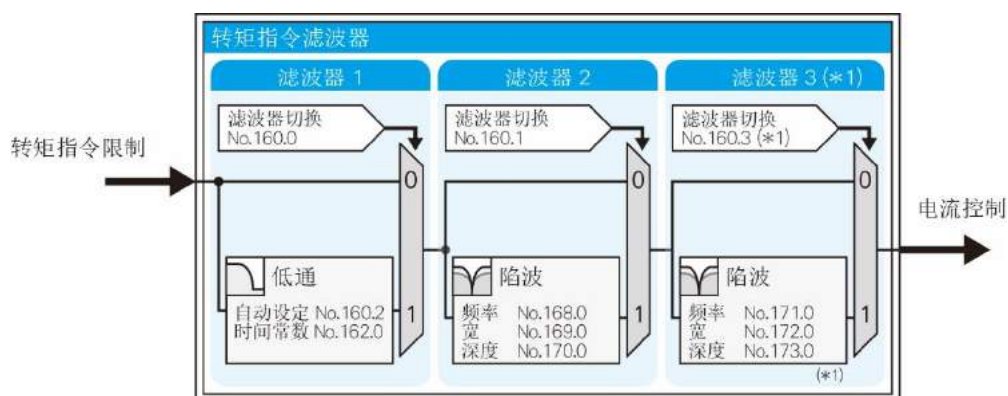 转矩指令滤波器
滤波器 1
滤波器切换
No.160.0
0
低通
自动设定 No.160.2
时间常数 No.162.0
1
滤波器 2
滤波器切换
No.160.1
0
陷波
频率 No.168.0
宽 No.169.0
深度 No.170.0
1
滤波器 3 (*1)
滤波器切换
No.160.3 (*1)
0
陷波
频率 No.171.0
宽 No.172.0
深度 No.173.0
1
(*1)
转矩指令限制
电流控制